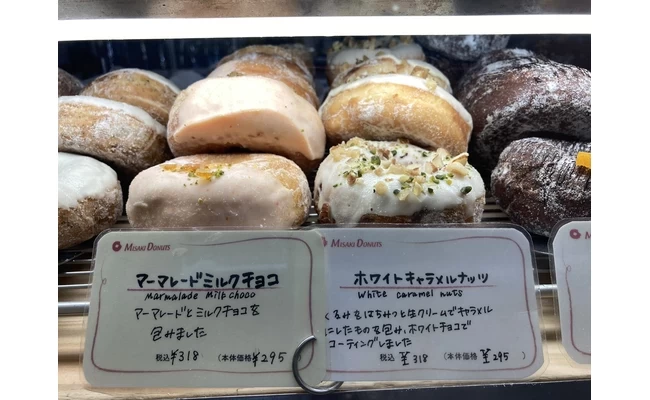 MISAKI DONUTS
マーマレードミルクチョコ
Marmalade Milk choco
マーマレードとミルクチョコを
包みました
税込¥318 (本体価格¥295)
MISAKI DONUTS
ホワイトキャラメルナッツ
White caramel nuts
くるみをはちみつと生クリームでキャラメル
にしたものを包み、ホワイトチョコで
コーティングしました
税込 ¥318 (本体価格 ¥295)
M